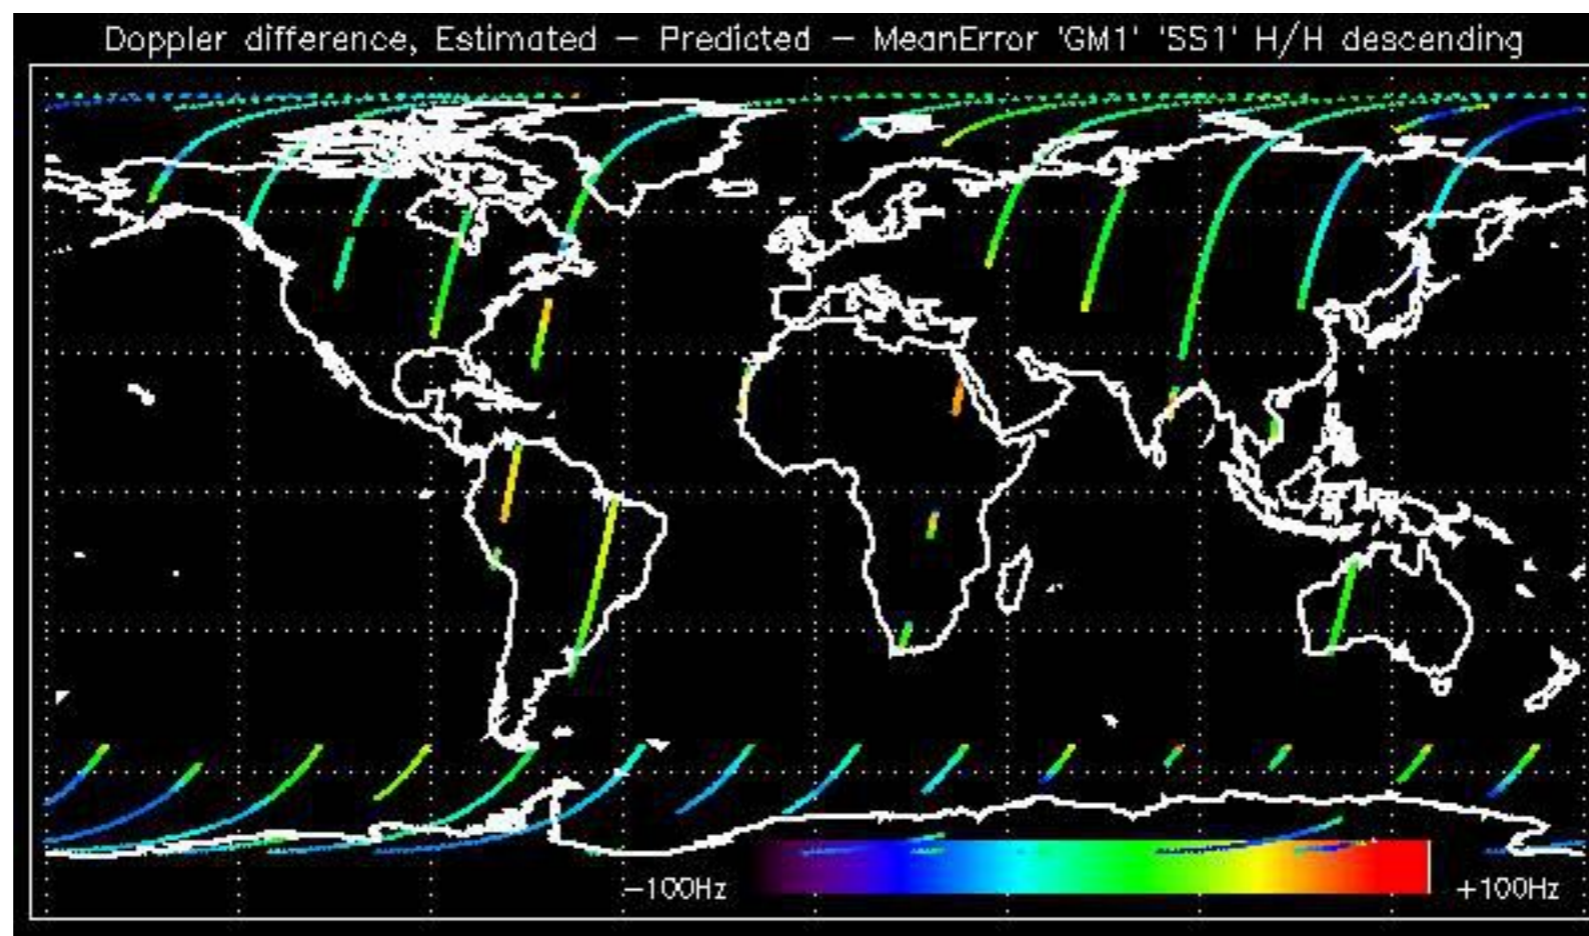 Doppler difference, Estimated – Predicted – MeanError 'GM1' 'SS1' H/H descending
–100Hz +100Hz